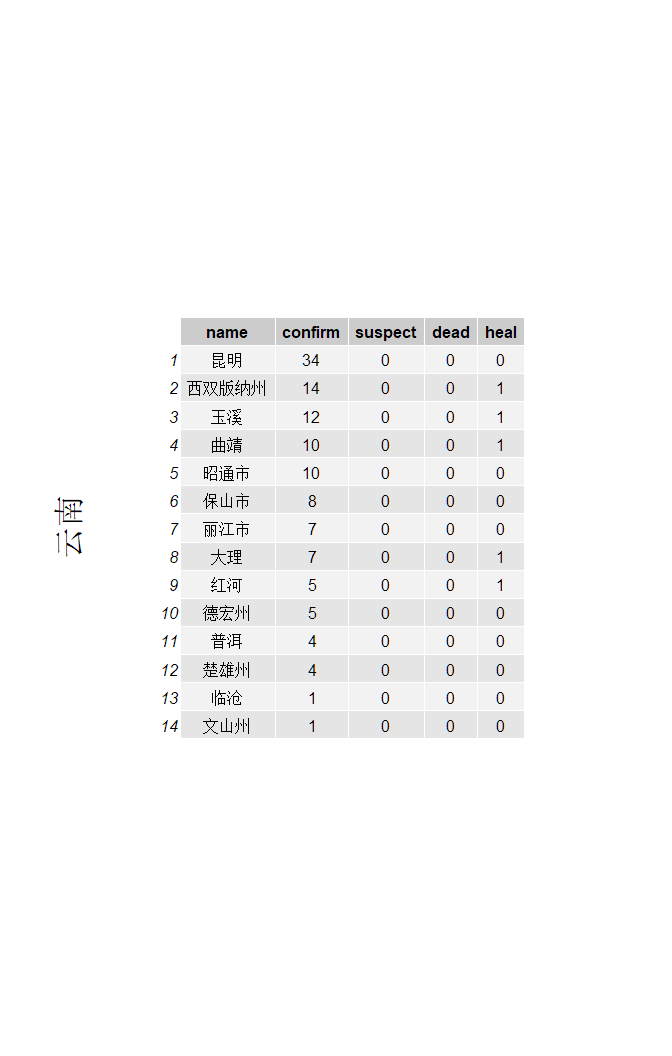 云南
name confirm suspect dead heal
1 昆明 34 0 0 0
2 西双版纳州 14 0 0 1
3 玉溪 12 0 0 1
4 曲靖 10 0 0 1
5 昭通市 10 0 0 0
6 保山市 8 0 0 0
7 丽江市 7 0 0 0
8 大理 7 0 0 1
9 红河 5 0 0 1
10 德宏州 5 0 0 0
11 普洱 4 0 0 0
12 楚雄州 4 0 0 0
13 临沧 1 0 0 0
14 文山州 1 0 0 0